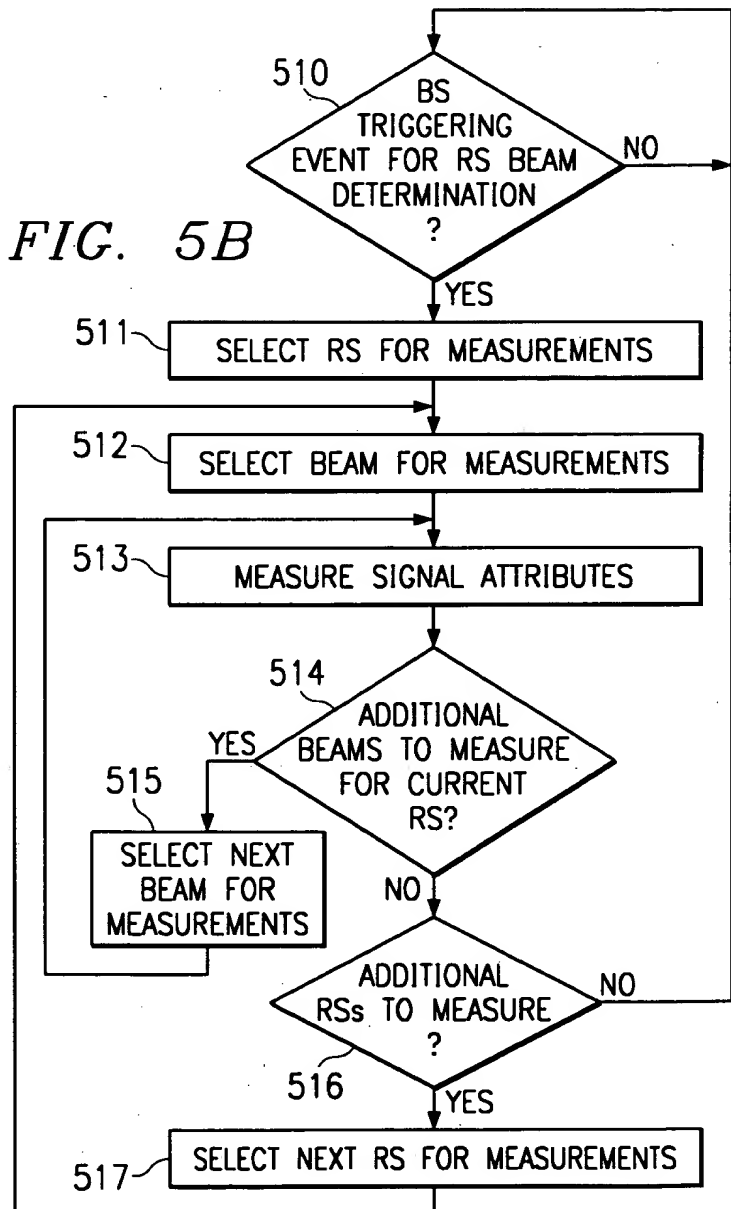 510
BS
TRIGGERING
EVENT FOR RS BEAM
DETERMINATION
?
NO
FIG. 5B
YES
511
SELECT RS FOR MEASUREMENTS
512
SELECT BEAM FOR MEASUREMENTS
513
MEASURE SIGNAL ATTRIBUTES
514
ADDITIONAL
BEAMS TO MEASURE
FOR CURRENT
RS?
YES
515
SELECT NEXT
BEAM FOR
MEASUREMENTS
NO
ADDITIONAL
RSs TO MEASURE
?
NO
516
YES
SELECT NEXT RS FOR MEASUREMENTS
517